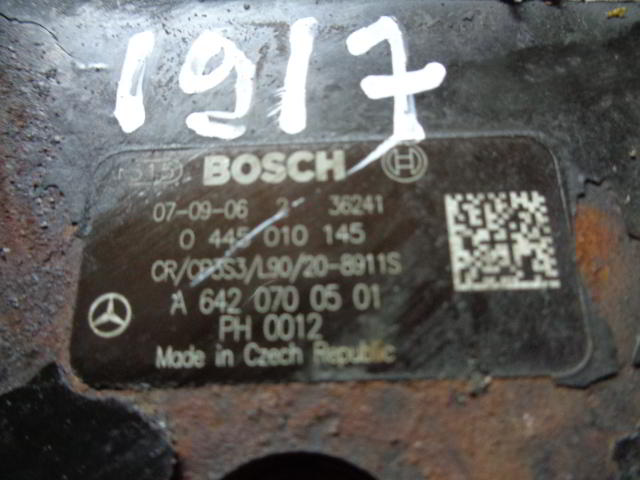 1917
BOSCH
07-09-06 2 36241
0 445 010 145
CR/CP3S3/L90/20-8911S
A 642 070 05 01
PH 0012
Made in Czech Republic